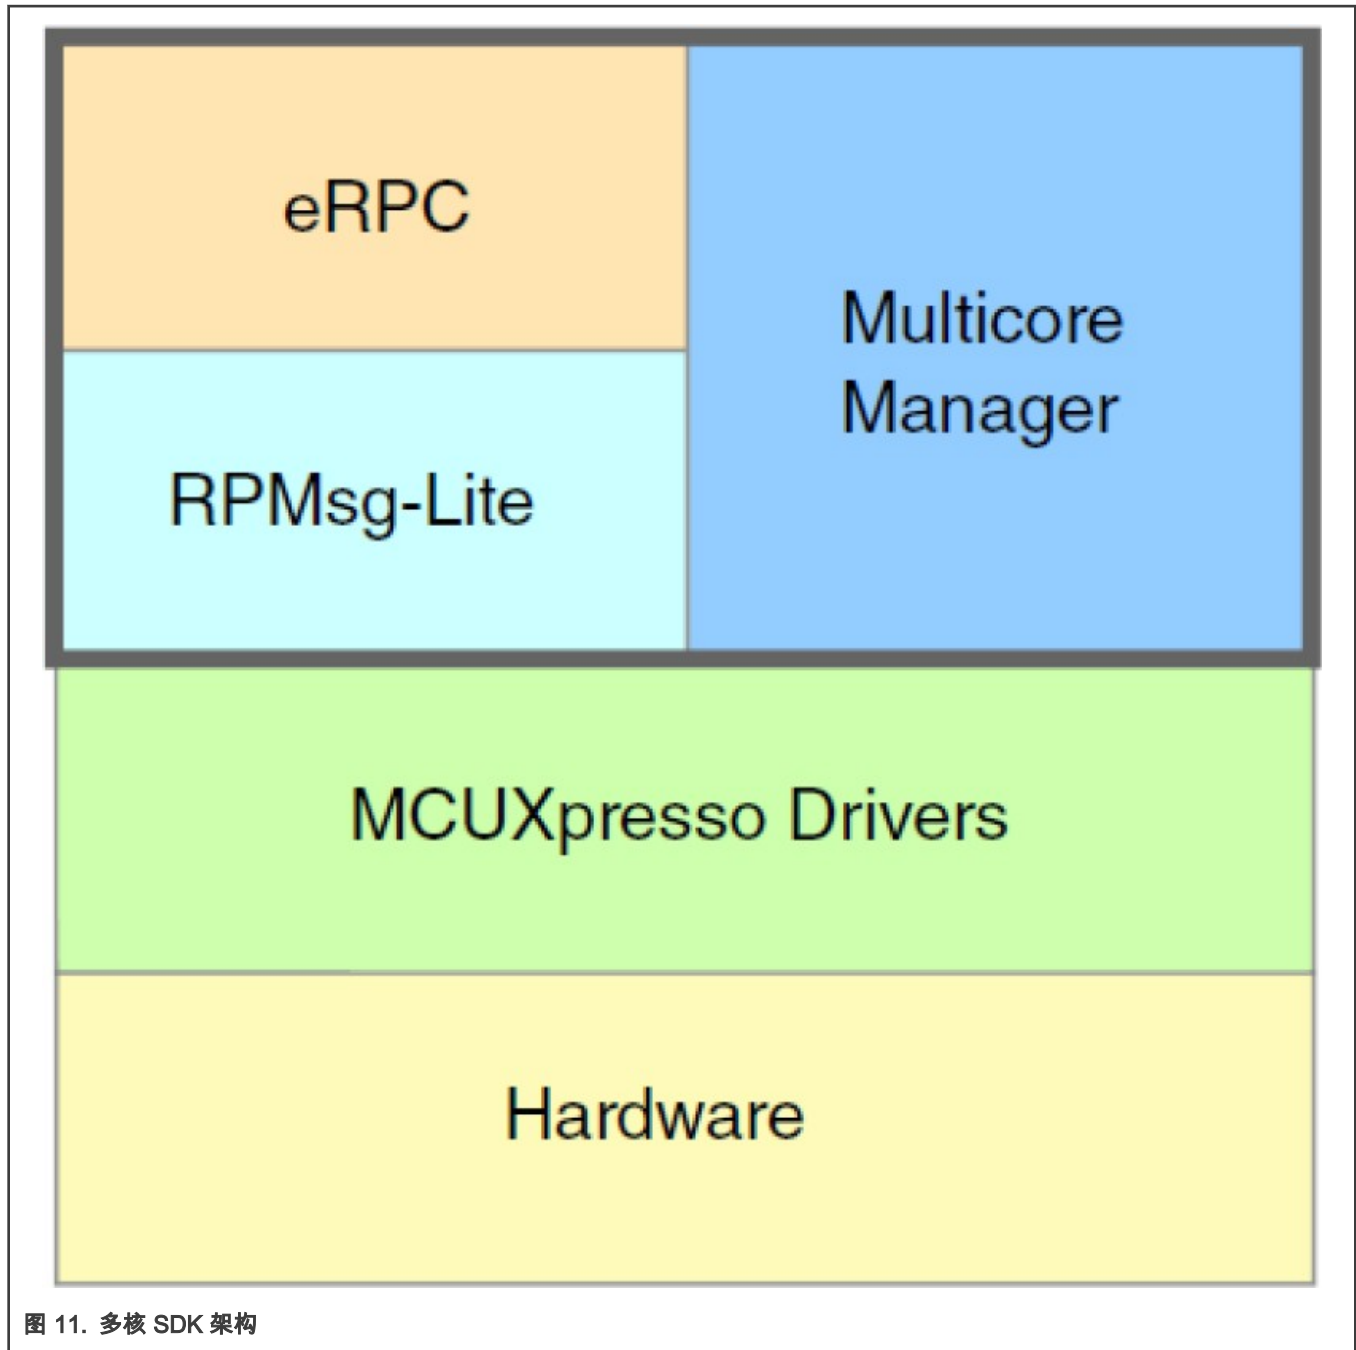 eRPC
Multicore
Manager
RPMsg-Lite
MCUXpresso Drivers
Hardware
图 11. 多核 SDK 架构